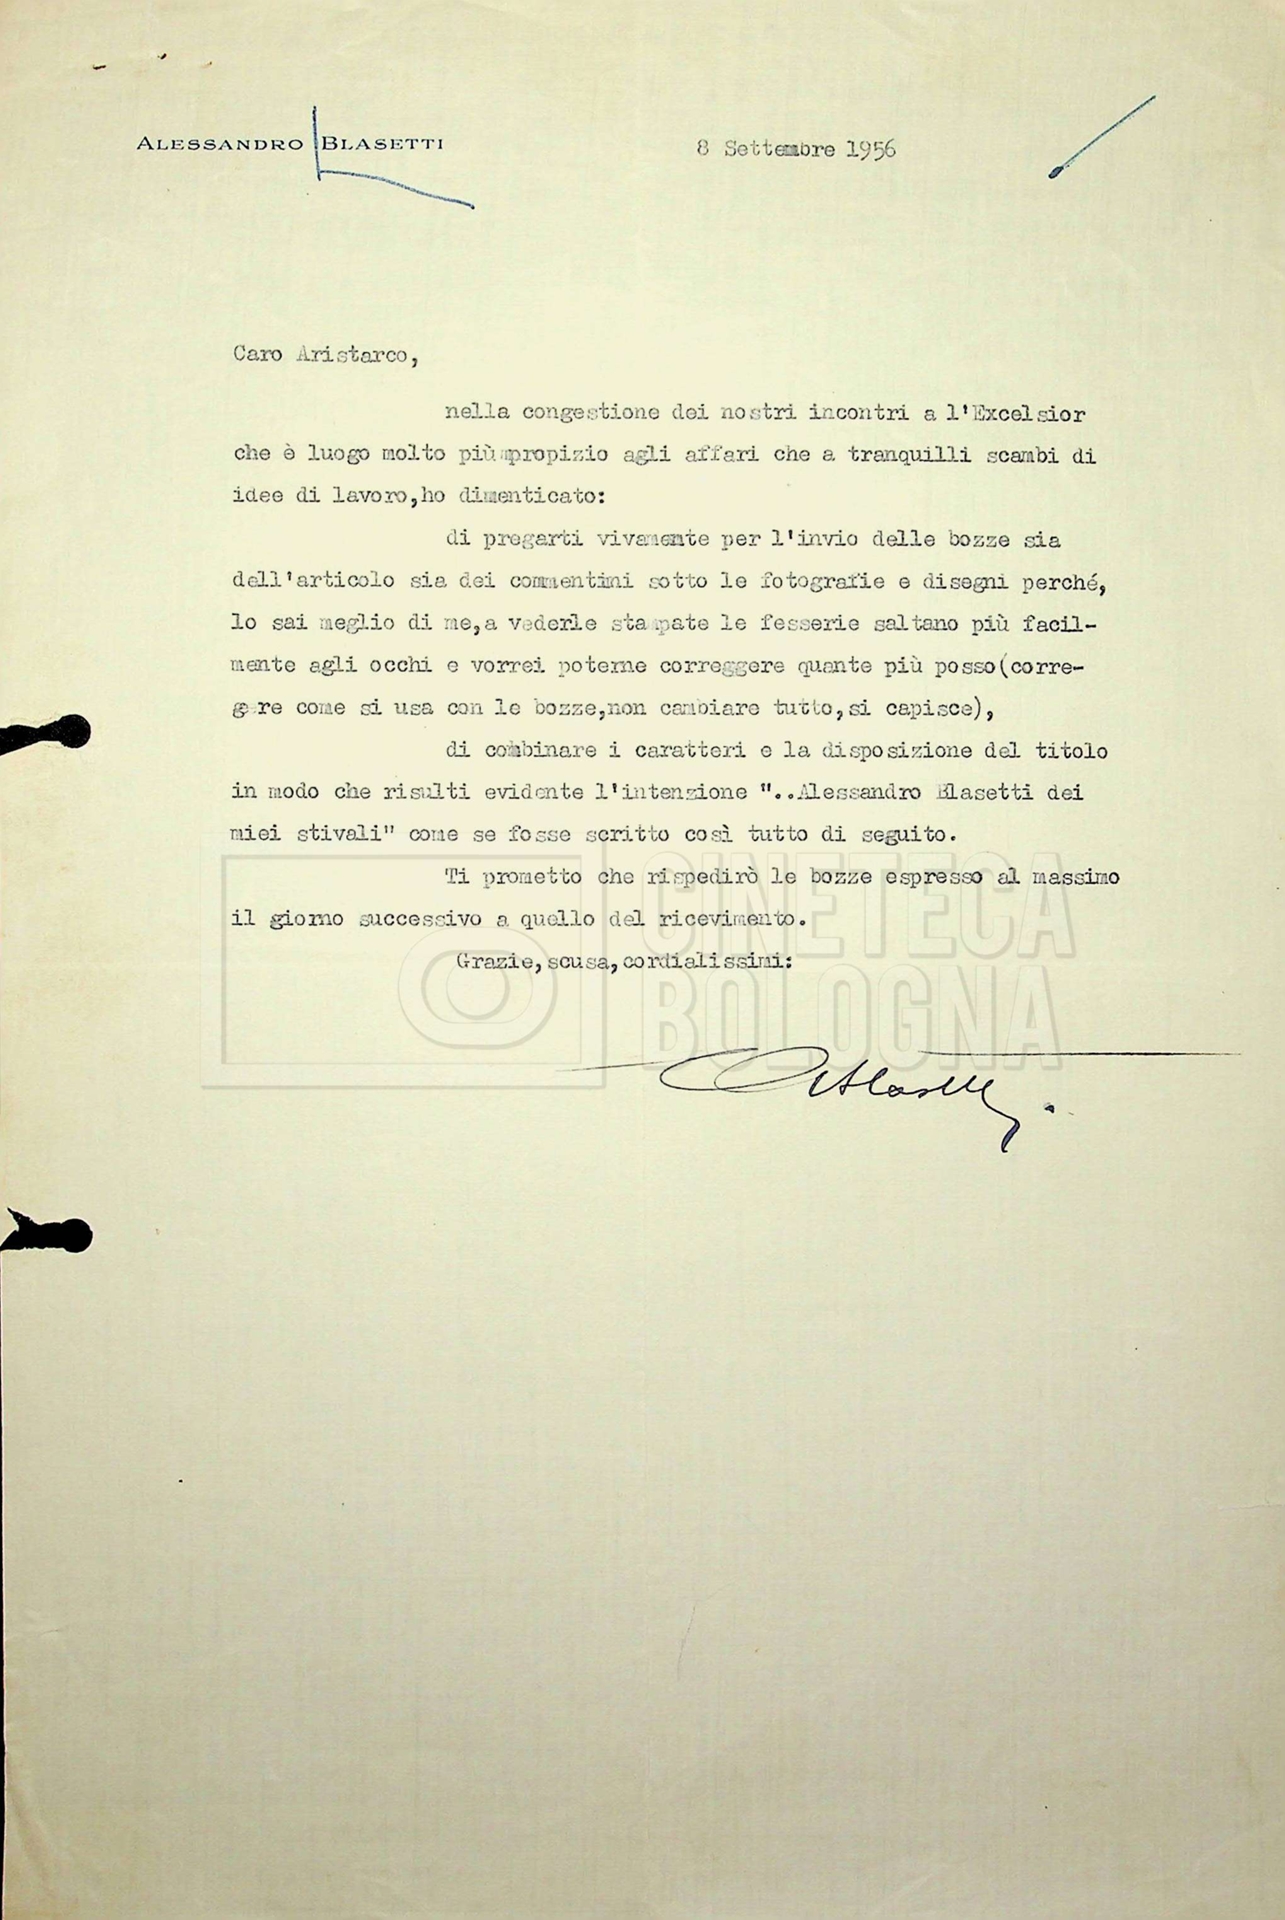 ALESSANDRO BLASETTI
8 Settembre 1956
Caro Aristarco,
nella congestione dei nostri incontri a l'Excelsior
che è luogo molto più propizio agli affari che a tranquilli scambi di
idee di lavoro,ho dimenticato:
di pregarti vivamente per l'invio delle bozze sia
dell'articolo sia dei commentini sotto le fotografie e disegni perché,
lo sai meglio di me,a vederle stampate le fesserie saltano più facil-
mente agli occhi e vorrei poterne correggere quante più posso(corre-
gere come si usa con le bozze,non cambiare tutto,si capisce),
di combinare i caratteri e la disposizione del titolo
in modo che risulti evidente l'intenzione "..Alessandro Blasetti dei
miei stivali" come se fosse scritto così tutto di seguito.
Ti prometto che rispedirò le bozze espresso al massimo
il giorno successivo a quello del ricevimento.
Grazie,scusa,cordialissimi:
CINETECA
BOLOGNA
ABlasetti.